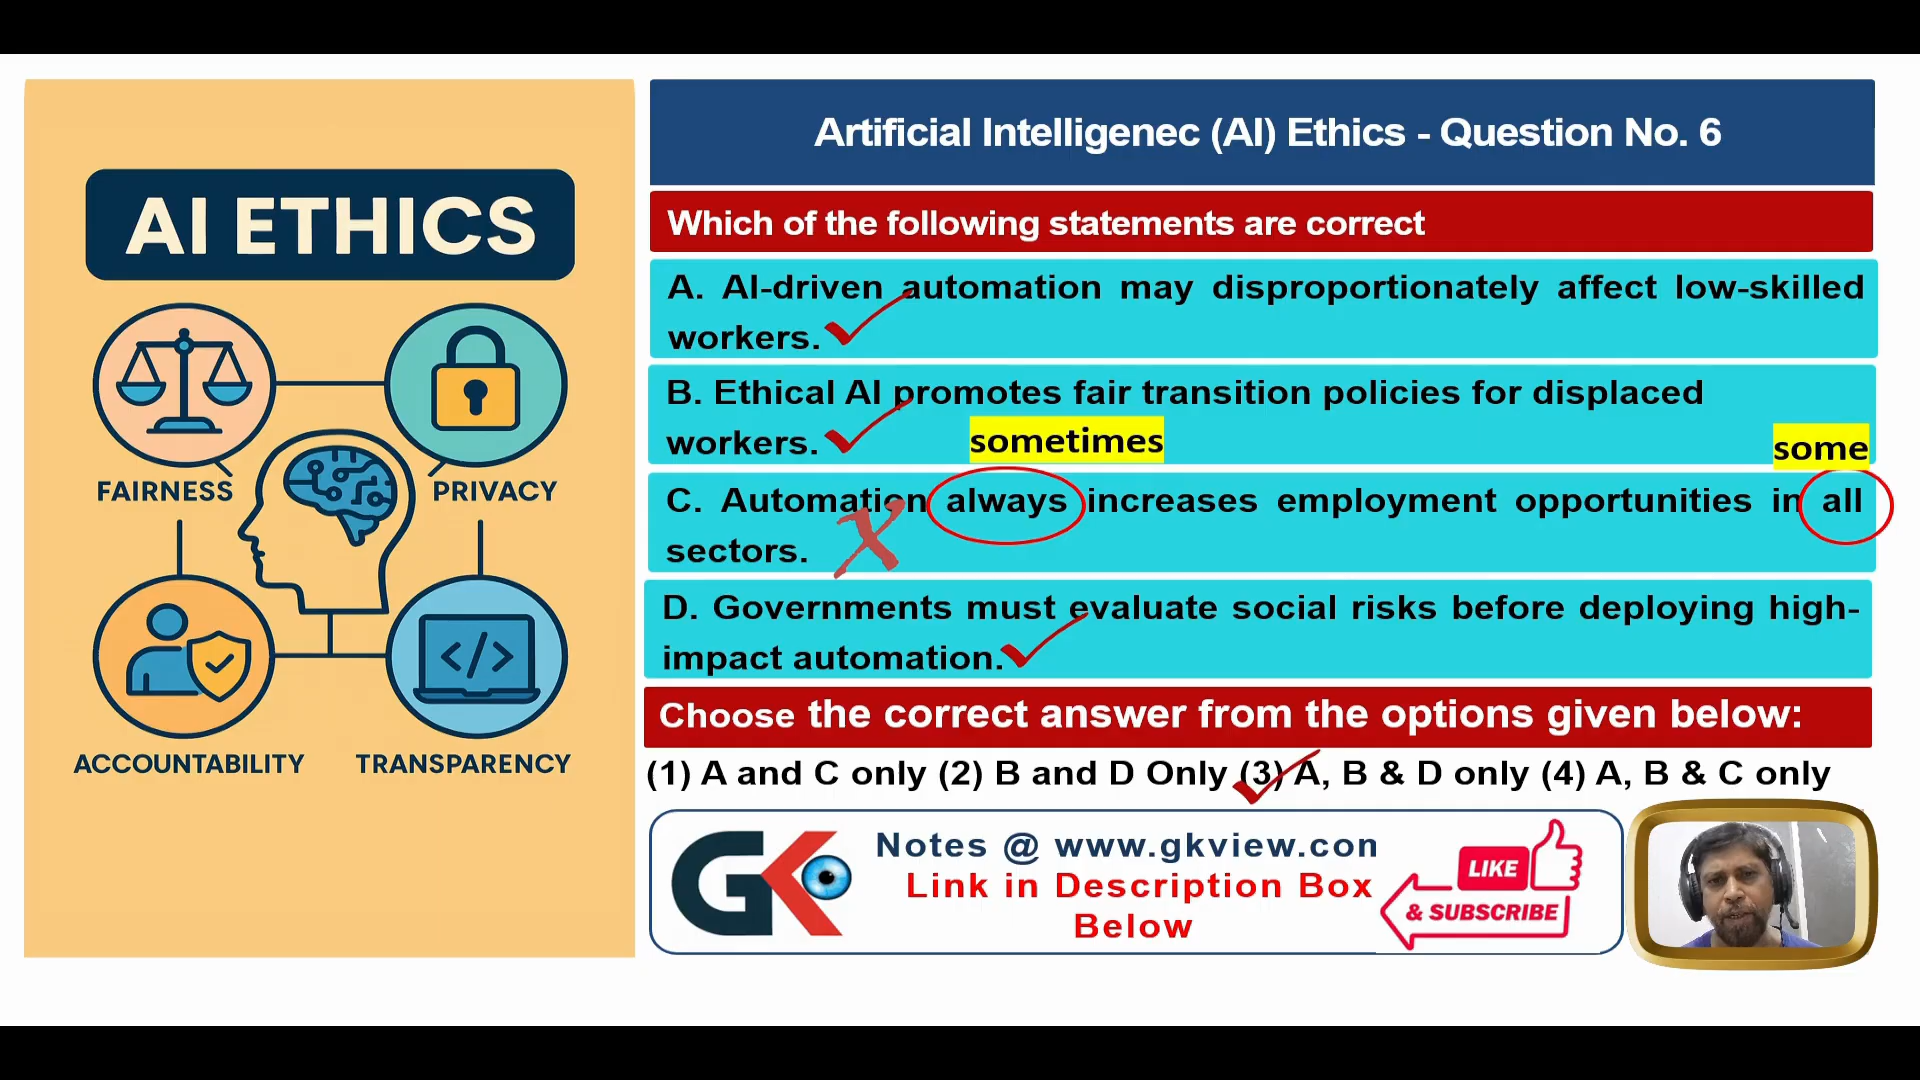 AI ETHICS
FAIRNESS
PRIVACY
</>
ACCOUNTABILITY
TRANSPARENCY
Artificial Intelligenec (AI) Ethics - Question No. 6
Which of the following statements are correct
A. AI-driven automation may disproportionately affect low-skilled
workers.
B. Ethical AI promotes fair transition policies for displaced
workers.
sometimes
some
C. Automation always increases employment opportunities in all
sectors.
D. Governments must evaluate social risks before deploying high-
impact automation.
Choose the correct answer from the options given below:
(1) A and C only (2) B and D Only (3) A, B & D only (4) A, B & C only
GK
Notes @ www.gkview.con
Link in Description Box
Below
LIKE
& SUBSCRIBE